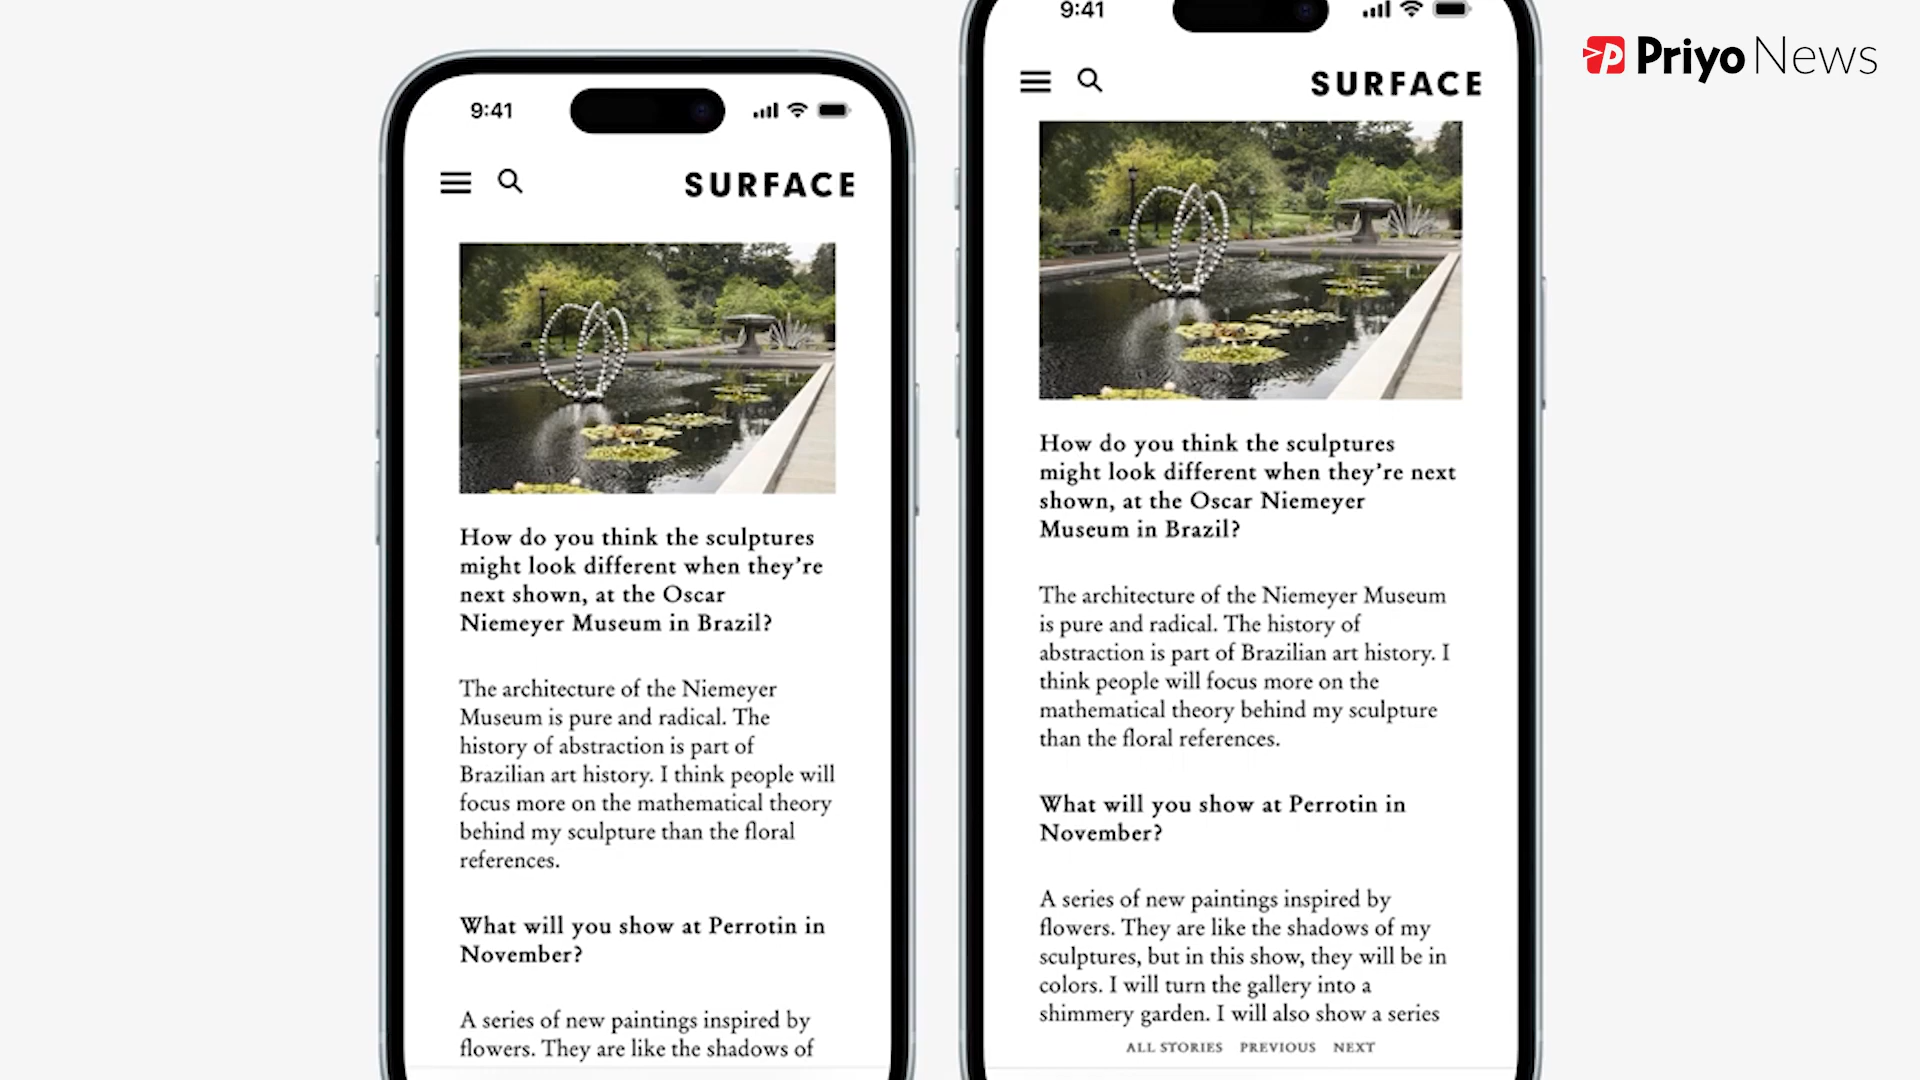 9:41
SURFACE
How do you think the sculptures
might look different when they're
next shown, at the Oscar
Niemeyer Museum in Brazil?
The architecture of the Niemeyer
Museum is pure and radical. The
history of abstraction is part of
Brazilian art history. I think people will
focus more on the mathematical theory
behind my sculpture than the floral
references.
What will you show at Perrotin in
November?
A series of new paintings inspired by
flowers. They are like the shadows of
9:41
SURFACE
How do you think the sculptures
might look different when they're next
shown, at the Oscar Niemeyer
Museum in Brazil?
The architecture of the Niemeyer Museum
is pure and radical. The history of
abstraction is part of Brazilian art history. I
think people will focus more on the
mathematical theory behind my sculpture
than the floral references.
What will you show at Perrotin in
November?
A series of new paintings inspired by
flowers. They are like the shadows of my
sculptures, but in this show, they will be in
colors. I will turn the gallery into a
shimmery garden. I will also show a series
ALL STORIES PREVIOUS NEXT
Priyo News